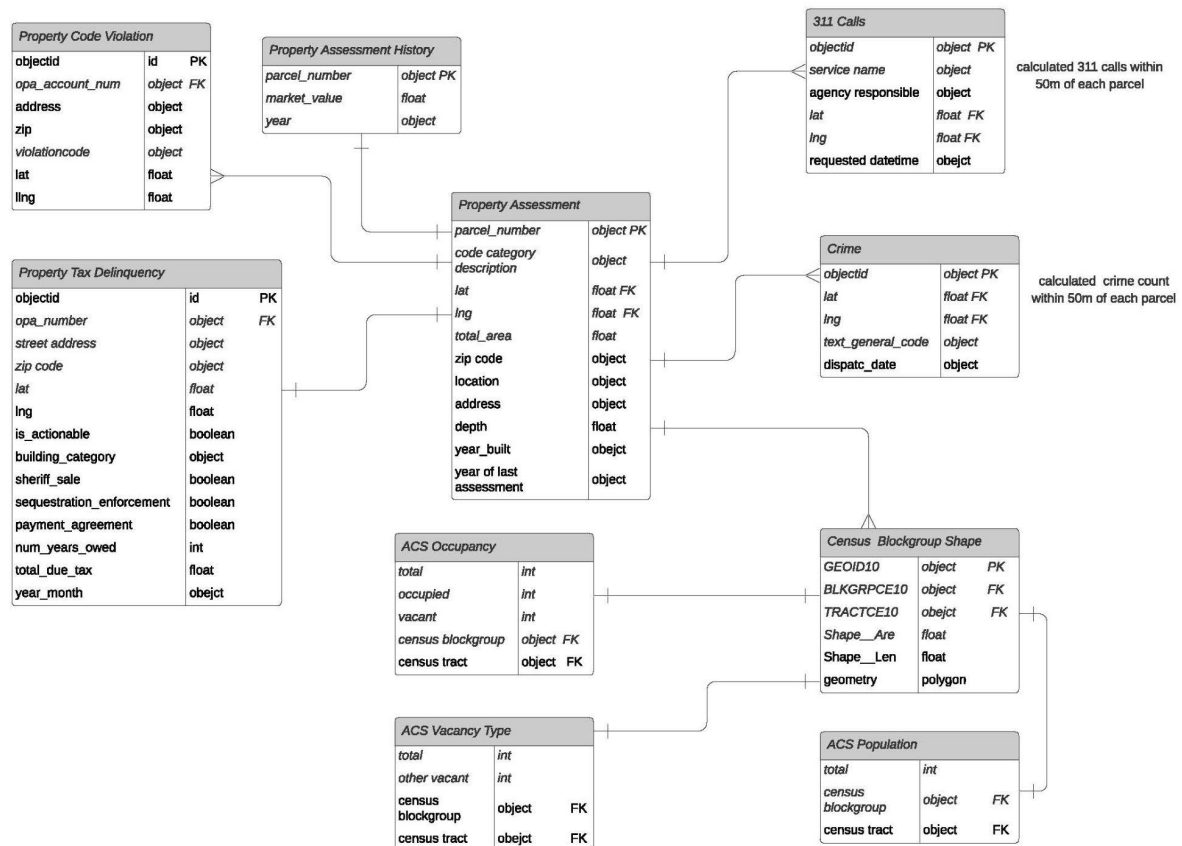 Property Code Violation
objectid id PK
opa_account_num object FK
address object
zip object
violationcode object
lat float
llng float
Property Assessment History
parcel_number object PK
market_value float
year object
311 Calls
objectid object PK
service name object
agency responsible object
lat float FK
lng float FK
requested datetime obejct
calculated 311 calls within
50m of each parcel
Property Tax Delinquency
objectid id PK
opa_number object FK
street address object
zip code object
lat float
lng float
is_actionable boolean
building_category object
sheriff_sale boolean
sequestration_enforcement boolean
payment_agreement boolean
num_years_owed int
total_due_tax float
year_month obejct
Property Assessment
parcel_number object PK
code category
description object
lat float FK
lng float FK
total_area float
zip code object
location object
address object
depth float
year_built obejct
year of last
assessment object
Crime
objectid object PK
lat float FK
lng float FK
text_general_code object
dispatc_date object
calculated crime count
within 50m of each parcel
ACS Occupancy
total int
occupied int
vacant int
census blockgroup object FK
census tract object FK
Census Blockgroup Shape
GEOID10 object PK
BLKGRPCE10 object FK
TRACTCE10 obejct FK
Shape__Are float
Shape__Len float
geometry polygon
ACS Vacancy Type
total int
other vacant int
census
blockgroup object FK
census tract obejct FK
ACS Population
total int
census
blockgroup object FK
census tract object FK